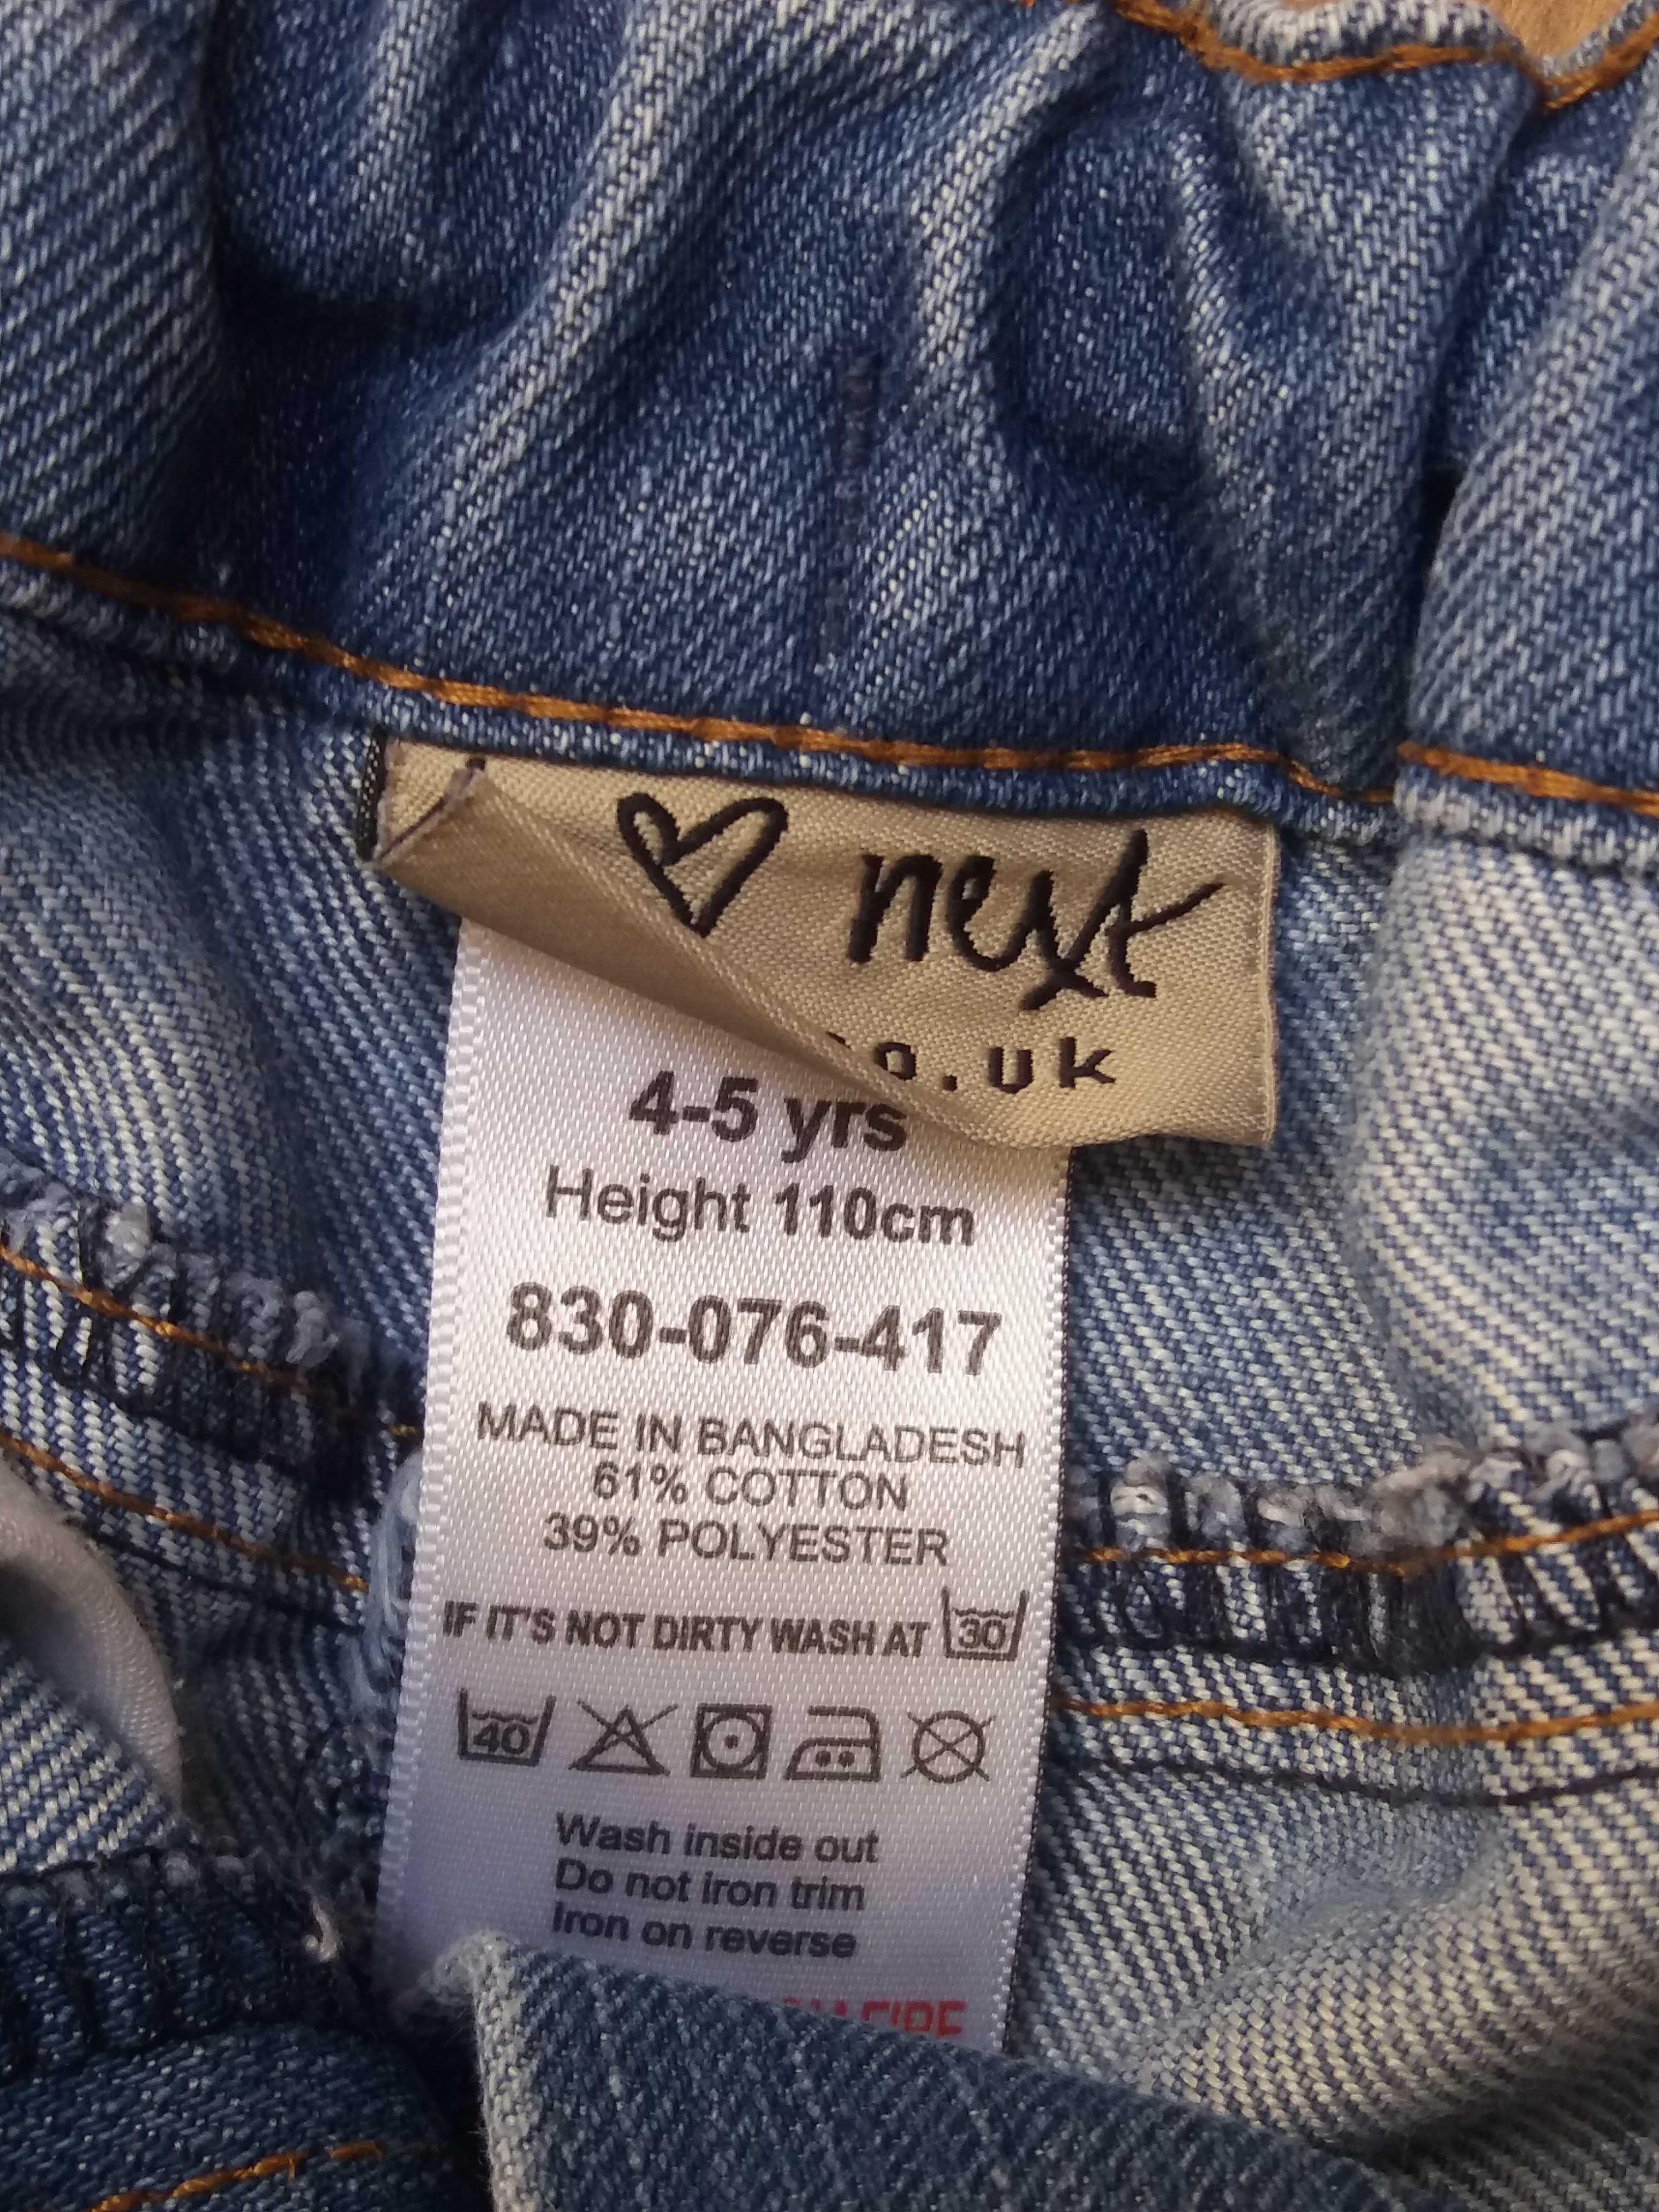 next
.uk
4-5 yrs
Height 110cm
830-076-417
MADE IN BANGLADESH
61% COTTON
39% POLYESTER
IF IT'S NOT DIRTY WASH AT 30
40
Wash inside out
Do not iron trim
Iron on reverse
FIRE